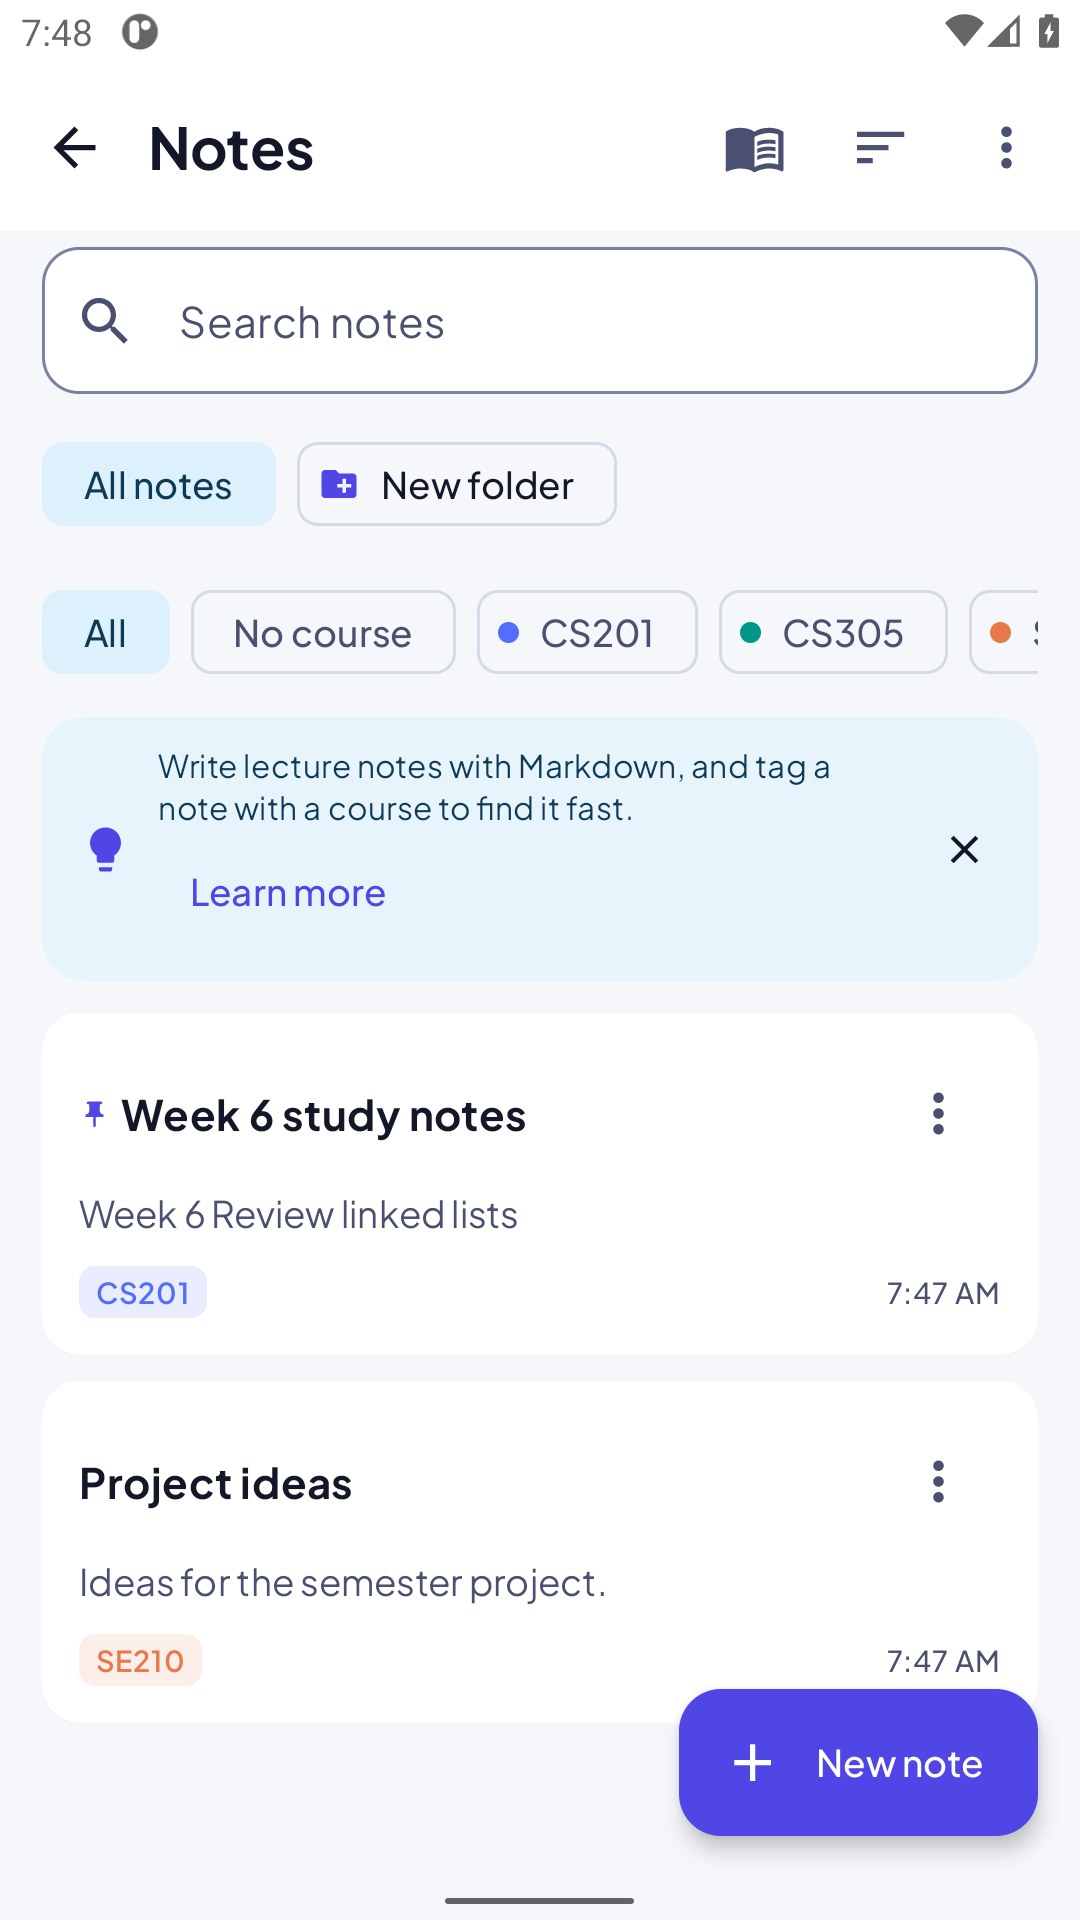 7:48
Notes
Search notes
All notes
New folder
All
No course
CS201
CS305
Write lecture notes with Markdown, and tag a
note with a course to find it fast.
Learn more
Week 6 study notes
Week 6 Review linked lists
CS201
7:47 AM
Project ideas
Ideas for the semester project.
SE210
7:47 AM
New note